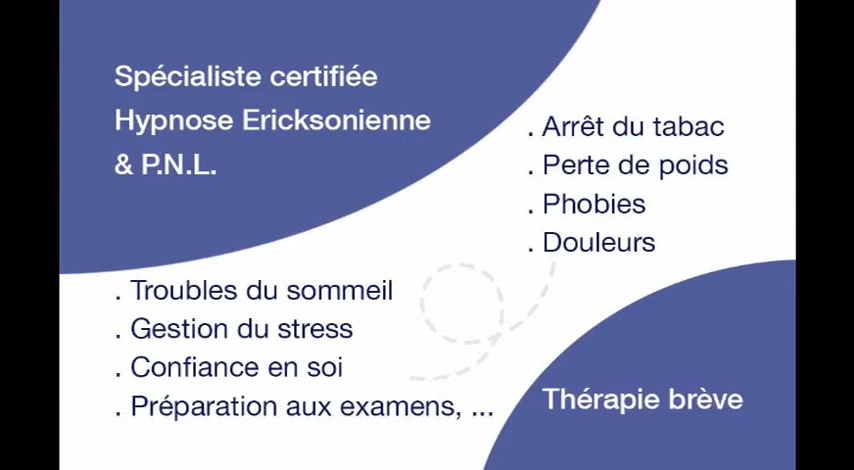 Spécialiste certifiée
Hypnose Ericksonienne
& P.N.L.
. Arrêt du tabac
. Perte de poids
. Phobies
. Douleurs
. Troubles du sommeil
. Gestion du stress
. Confiance en soi
. Préparation aux examens, ...
Thérapie brève